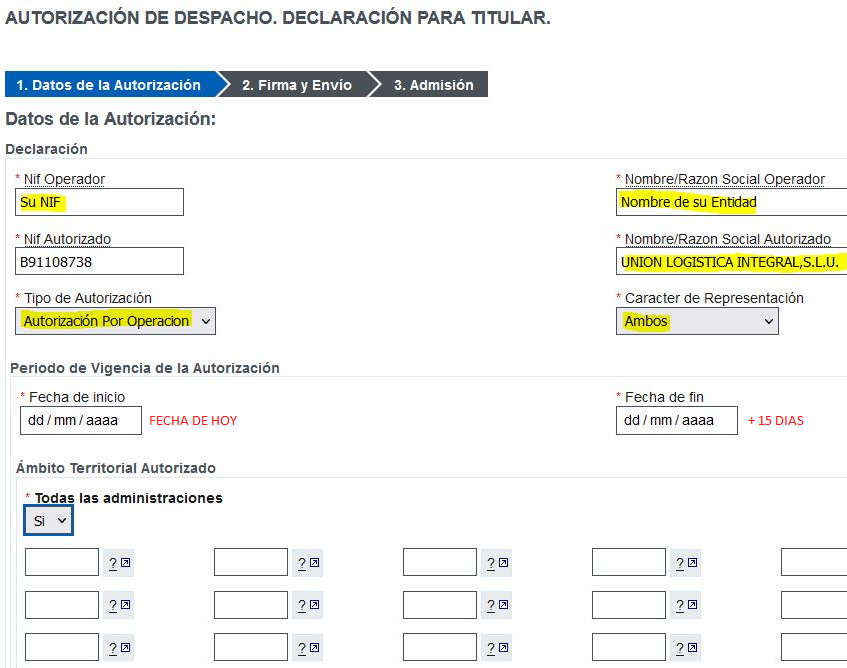 AUTORIZACIÓN DE DESPACHO. DECLARACIÓN PARA TITULAR.
1. Datos de la Autorización 2. Firma y Envío 3. Admisión
Datos de la Autorización:
Declaración
* Nif Operador * Nombre/Razon Social Operador
Su NIF Nombre de su Entidad
* Nif Autorizado * Nombre/Razon Social Autorizado
B91108738 UNION LOGISTICA INTEGRAL,S.L.U.
* Tipo de Autorización * Caracter de Representación
Autorización Por Operacion Ambos
Periodo de Vigencia de la Autorización
* Fecha de inicio * Fecha de fin
dd / mm / aaaa FECHA DE HOY dd / mm / aaaa + 15 DIAS
Ámbito Territorial Autorizado
* Todas las administraciones
Si
? ? ? ?
? ? ? ?
? ? ? ?